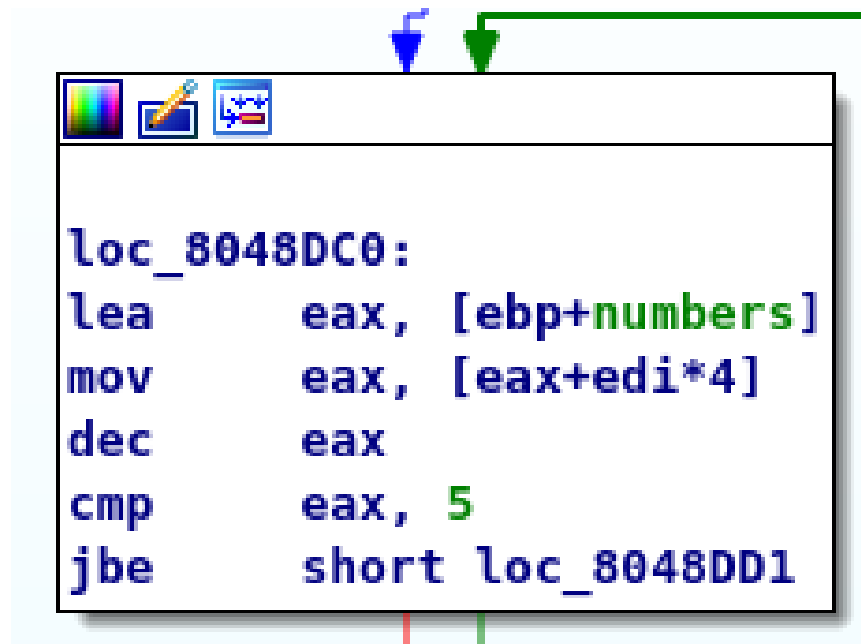 loc_8048DC0:
lea eax, [ebp+numbers]
mov eax, [eax+edi*4]
dec eax
cmp eax, 5
jbe short loc_8048DD1